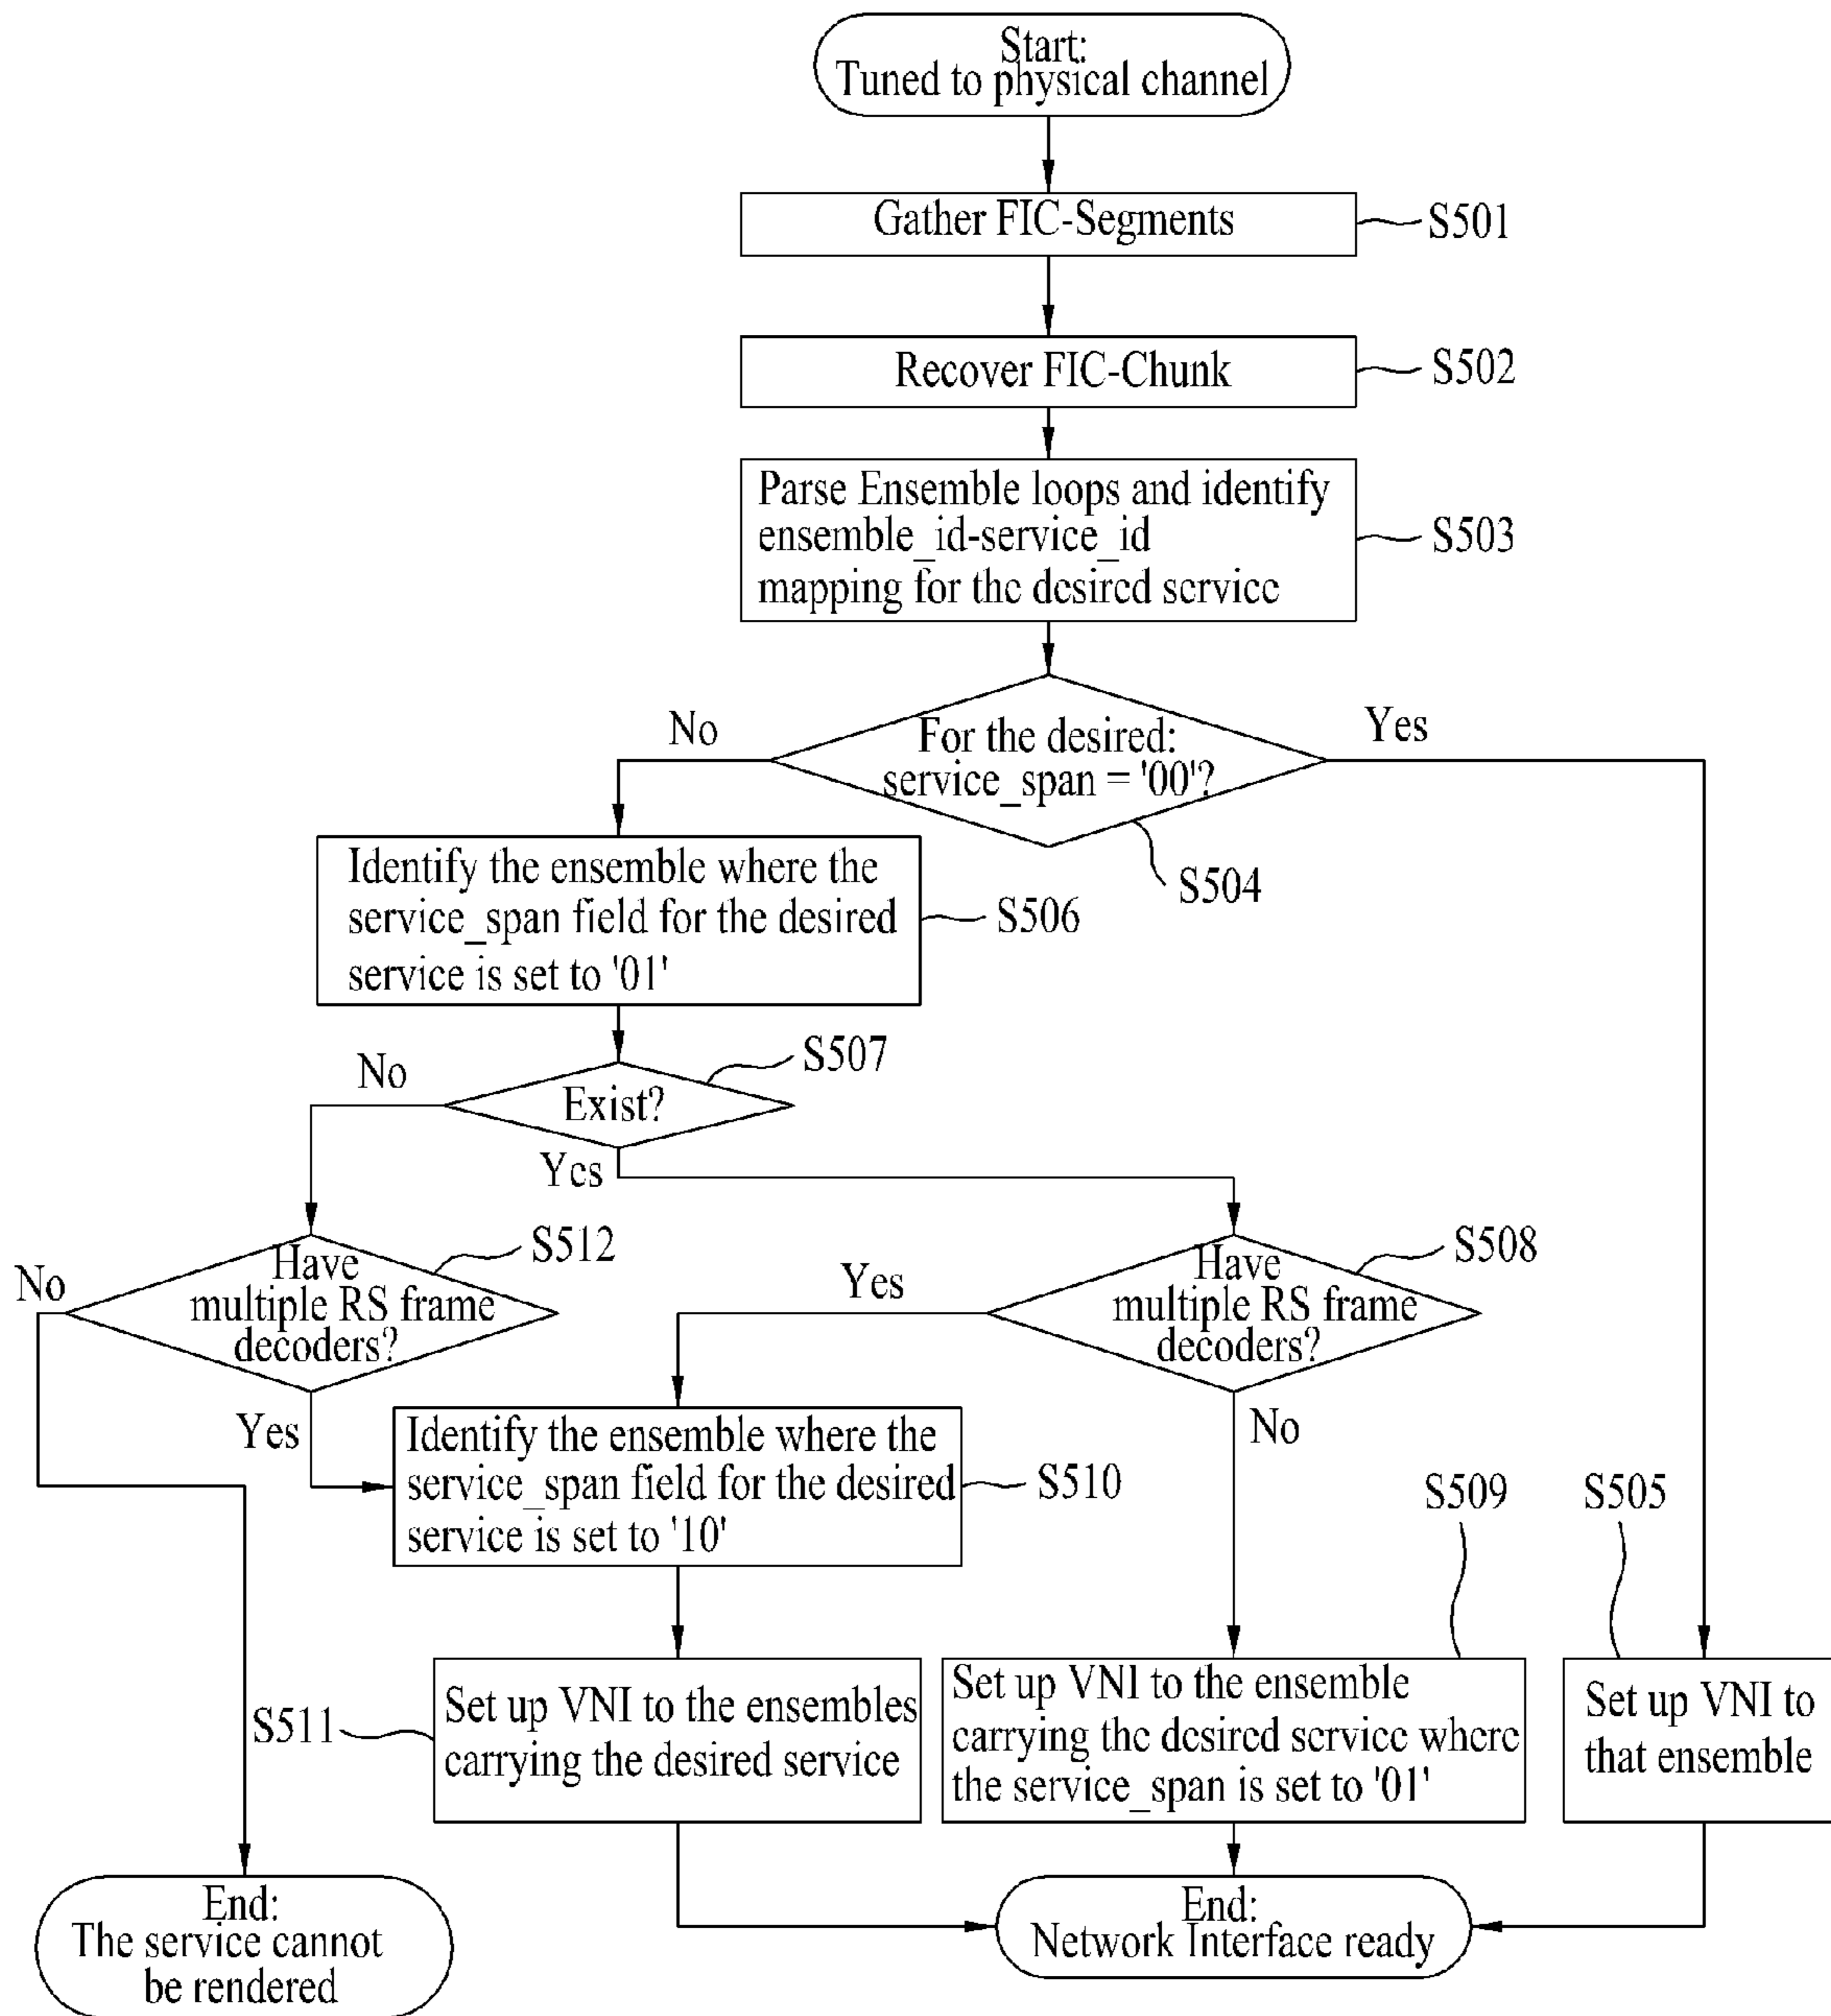 Start:
Tuned to physical channel
Gather FIC-Segments
S501
Recover FIC-Chunk
S502
Parse Ensemble loops and identify
ensemble_id-service_id
mapping for the desired service
S503
No
For the desired:
service_span = '00'?
Yes
S504
Identify the ensemble where the
service_span field for the desired
service is set to '01'
S506
No
Exist?
S507
Yes
No
Have
multiple RS frame
decoders?
S512
Yes
Have
multiple RS frame
decoders?
S508
Yes
Identify the ensemble where the
service_span field for the desired
service is set to '10'
S510
No
S509
S505
S511
Set up VNI to the ensembles
carrying the desired service
Set up VNI to the ensemble
carrying the desired service where
the service_span is set to '01'
Set up VNI to
that ensemble
End:
The service cannot
be rendered
End:
Network Interface ready